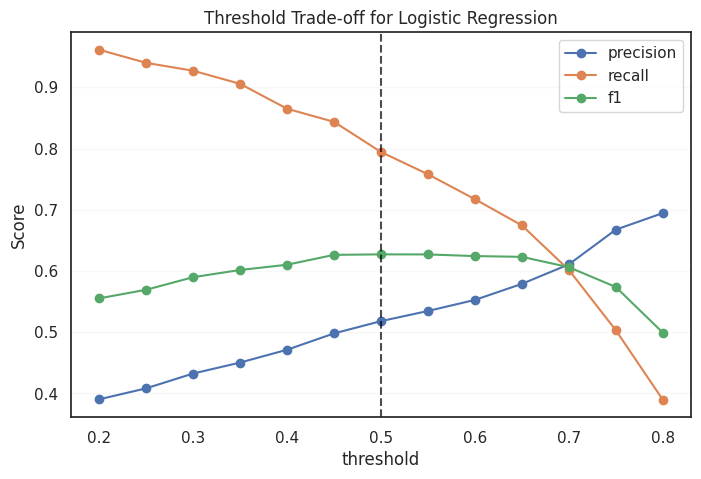 Threshold Trade-off for Logistic Regression
precision
recall
f1
Score
0.9
0.8
0.7
0.6
0.5
0.4
0.2 0.3 0.4 0.5 0.6 0.7 0.8
threshold